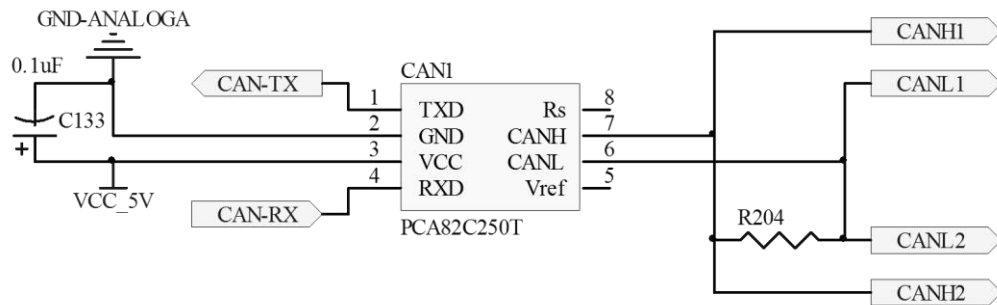 GND-ANALOGA
0.1uF
C133
+
VCC_5V
CAN-TX
CAN-RX
CAN1
1 TXD
2 GND
3 VCC
4 RXD
Rs 8
CANH 7
CANL 6
Vref 5
PCA82C250T
R204
CANH1
CANL1
CANL2
CANH2